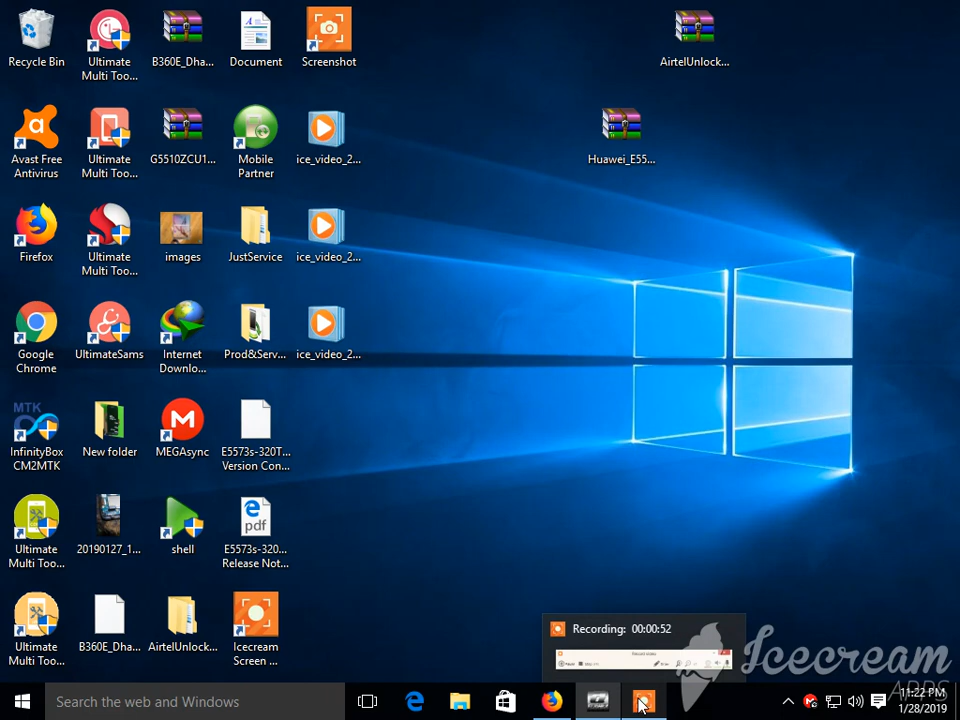 Recycle Bin
Ultimate
Multi Too...
B360E_Dha...
Document
Screenshot
AirtelUnlock...
Avast Free
Antivirus
Ultimate
Multi Too...
G5510ZCU1...
Mobile
Partner
ice_video_2...
Huawei_E55...
Firefox
Ultimate
Multi Too...
images
JustService
ice_video_2...
Google
Chrome
UltimateSams
Internet
Downlo...
Prod&Serv...
ice_video_2...
MTK
InfinityBox
CM2MTK
New folder
MEGAsync
E5573s-320T...
Version Con...
Ultimate
Multi Too...
20190127_1...
shell
pdf
E5573s-320...
Release Not...
Ultimate
Multi Too...
B360E_Dha...
AirtelUnlock...
Icecream
Screen ...
Recording: 00:00:52
Icecream
APPS
Search the web and Windows
11:22 PM
1/28/2019